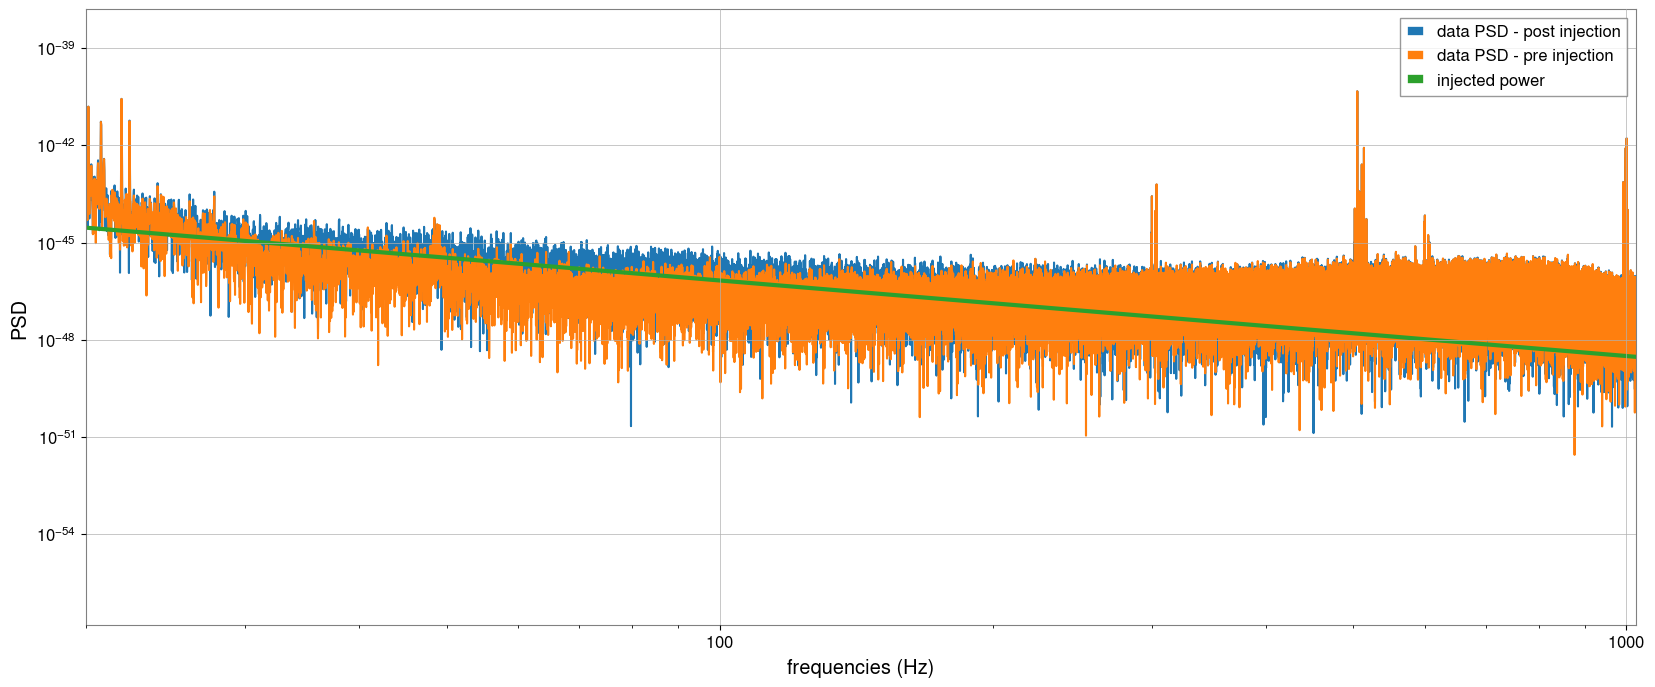 data PSD - post injection
data PSD - pre injection
injected power
10⁻³⁹
10⁻⁴²
10⁻⁴⁵
10⁻⁴⁸
10⁻⁵¹
10⁻⁵⁴
PSD
100
1000
frequencies (Hz)